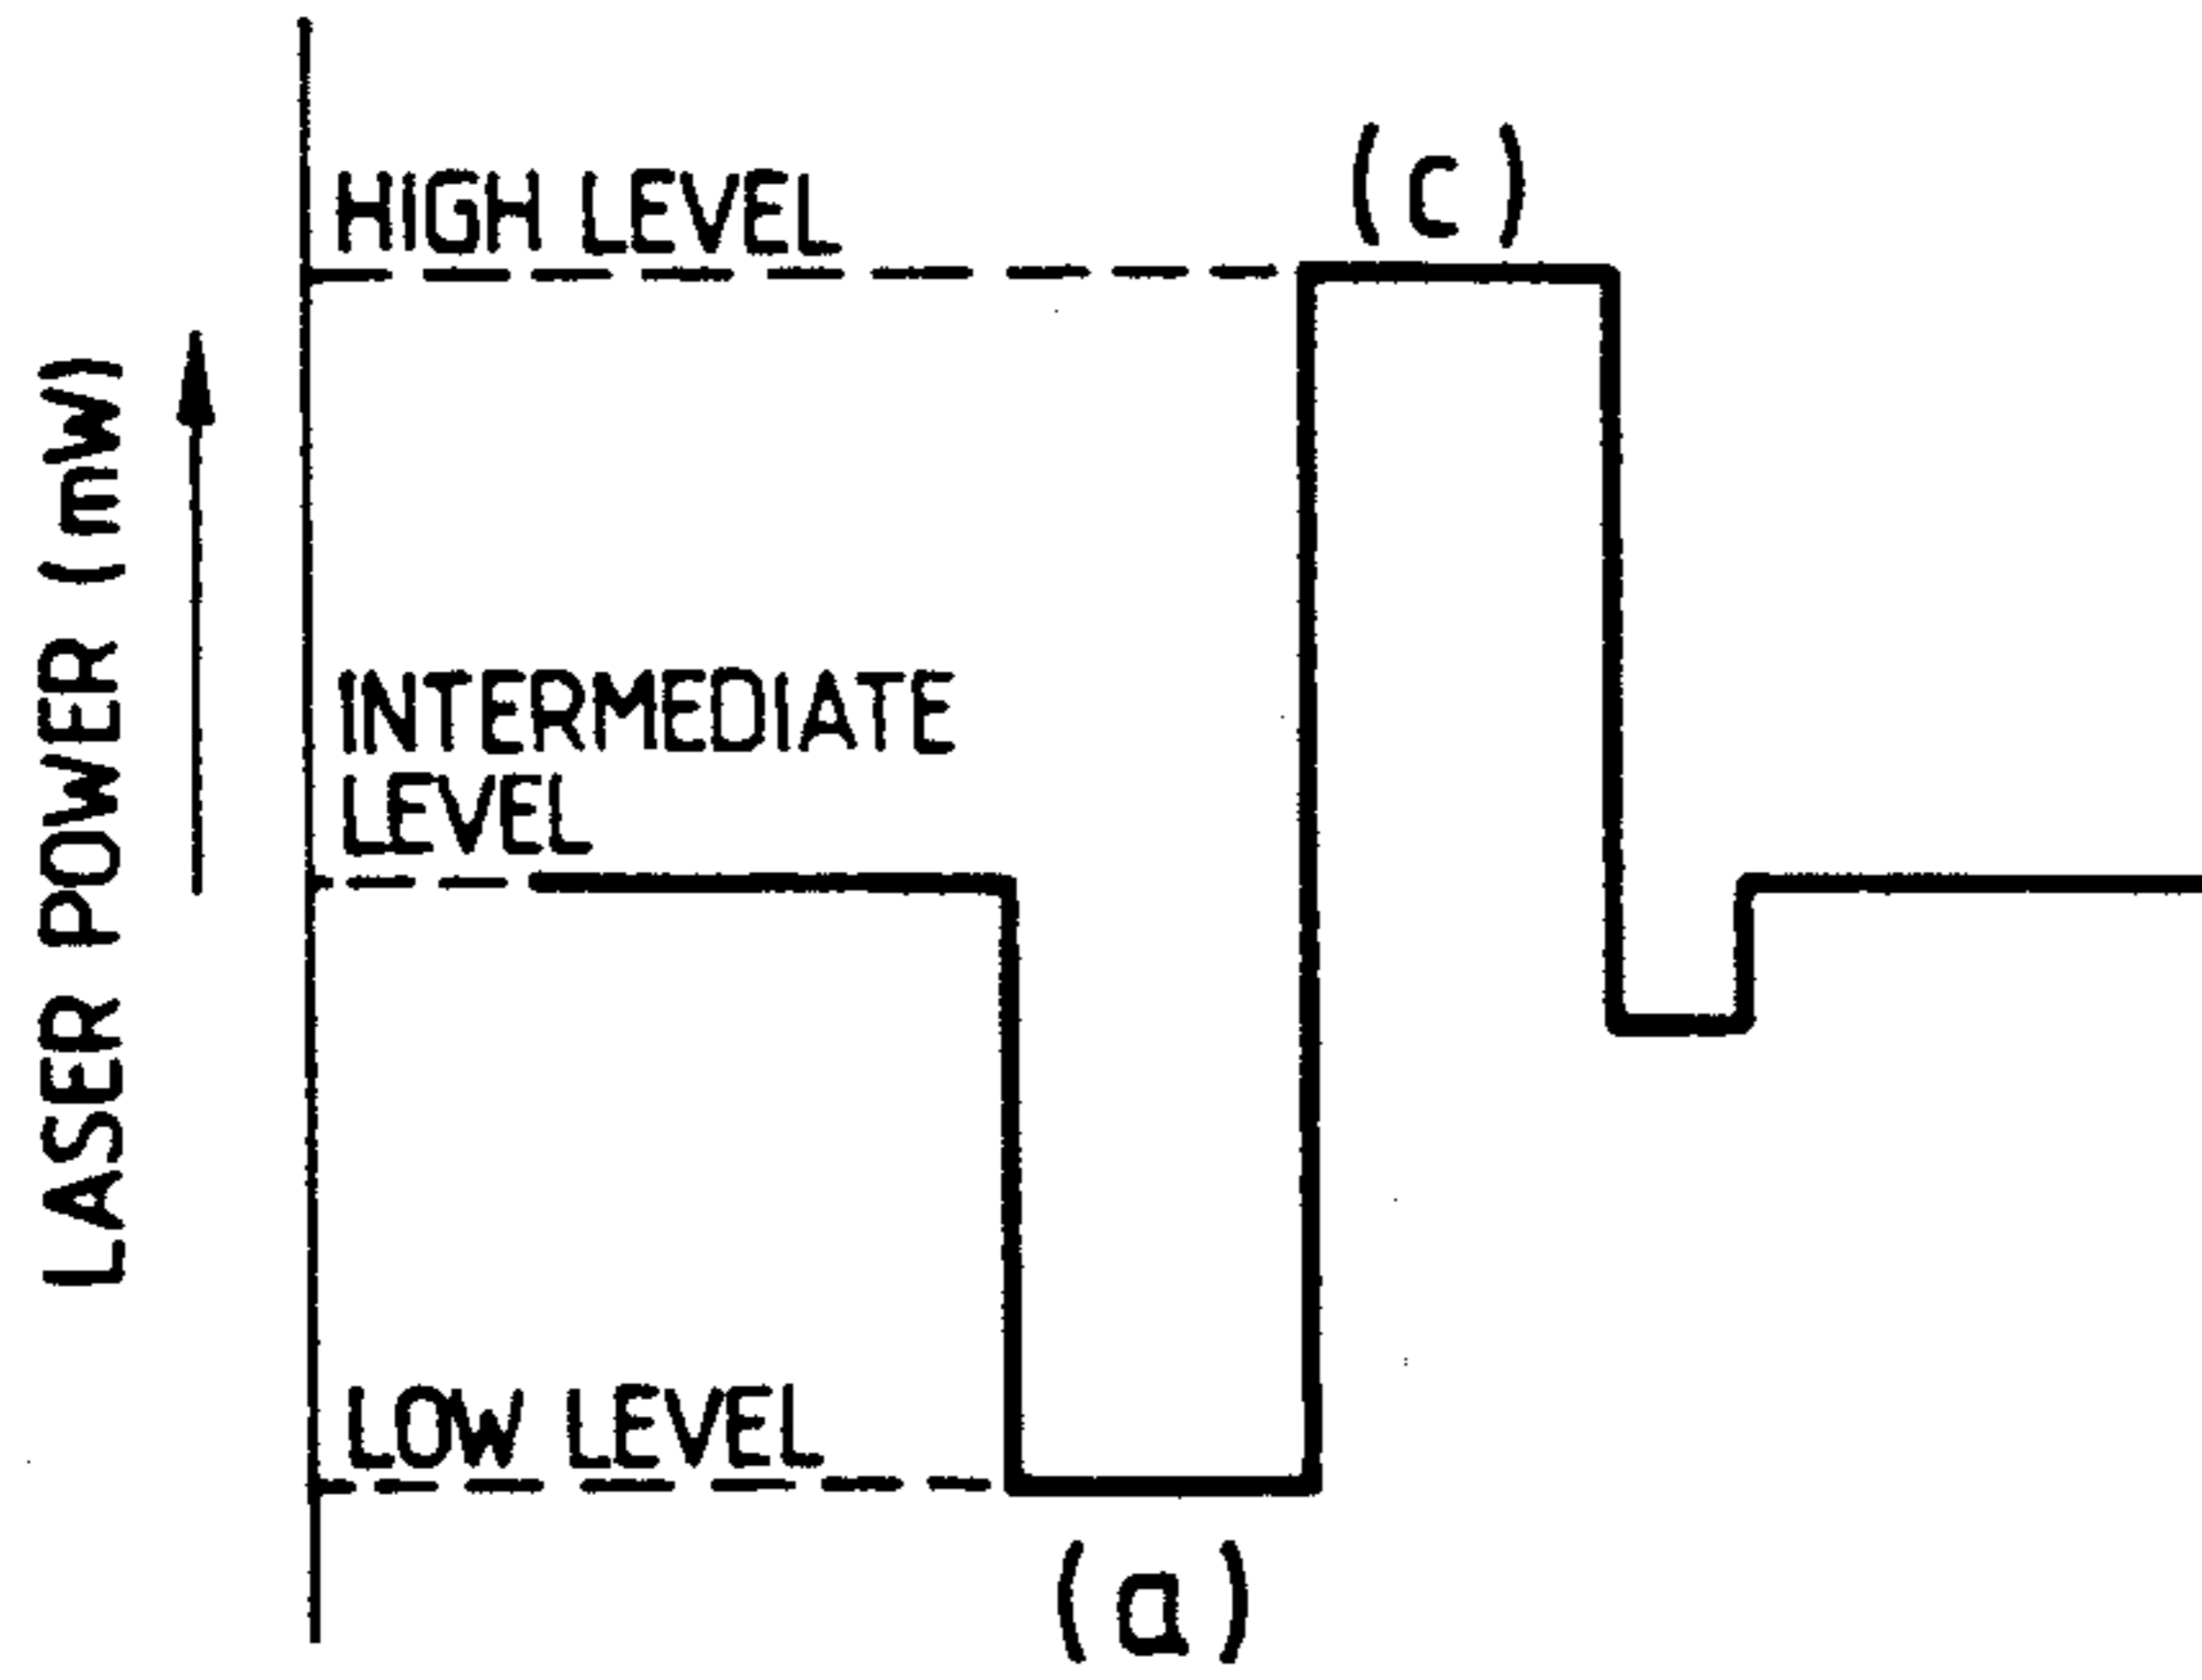 (c)
HIGH LEVEL
LASER POWER (mW)
INTERMEDIATE
LEVEL
LOW LEVEL
(a)